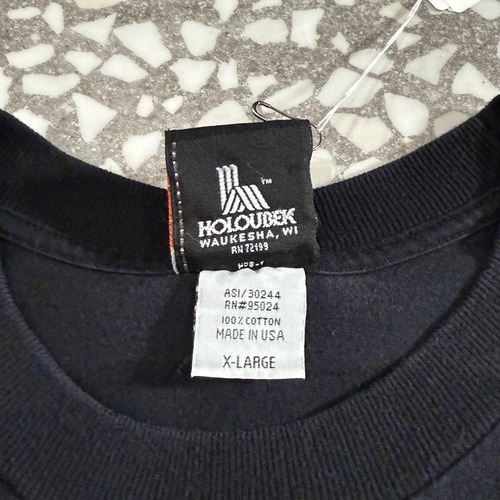 ™
HOLOUBEK
WAUKESHA, WI
RN 72199
ASI/30244
RN#95024
100% COTTON
MADE IN USA
X-LARGE